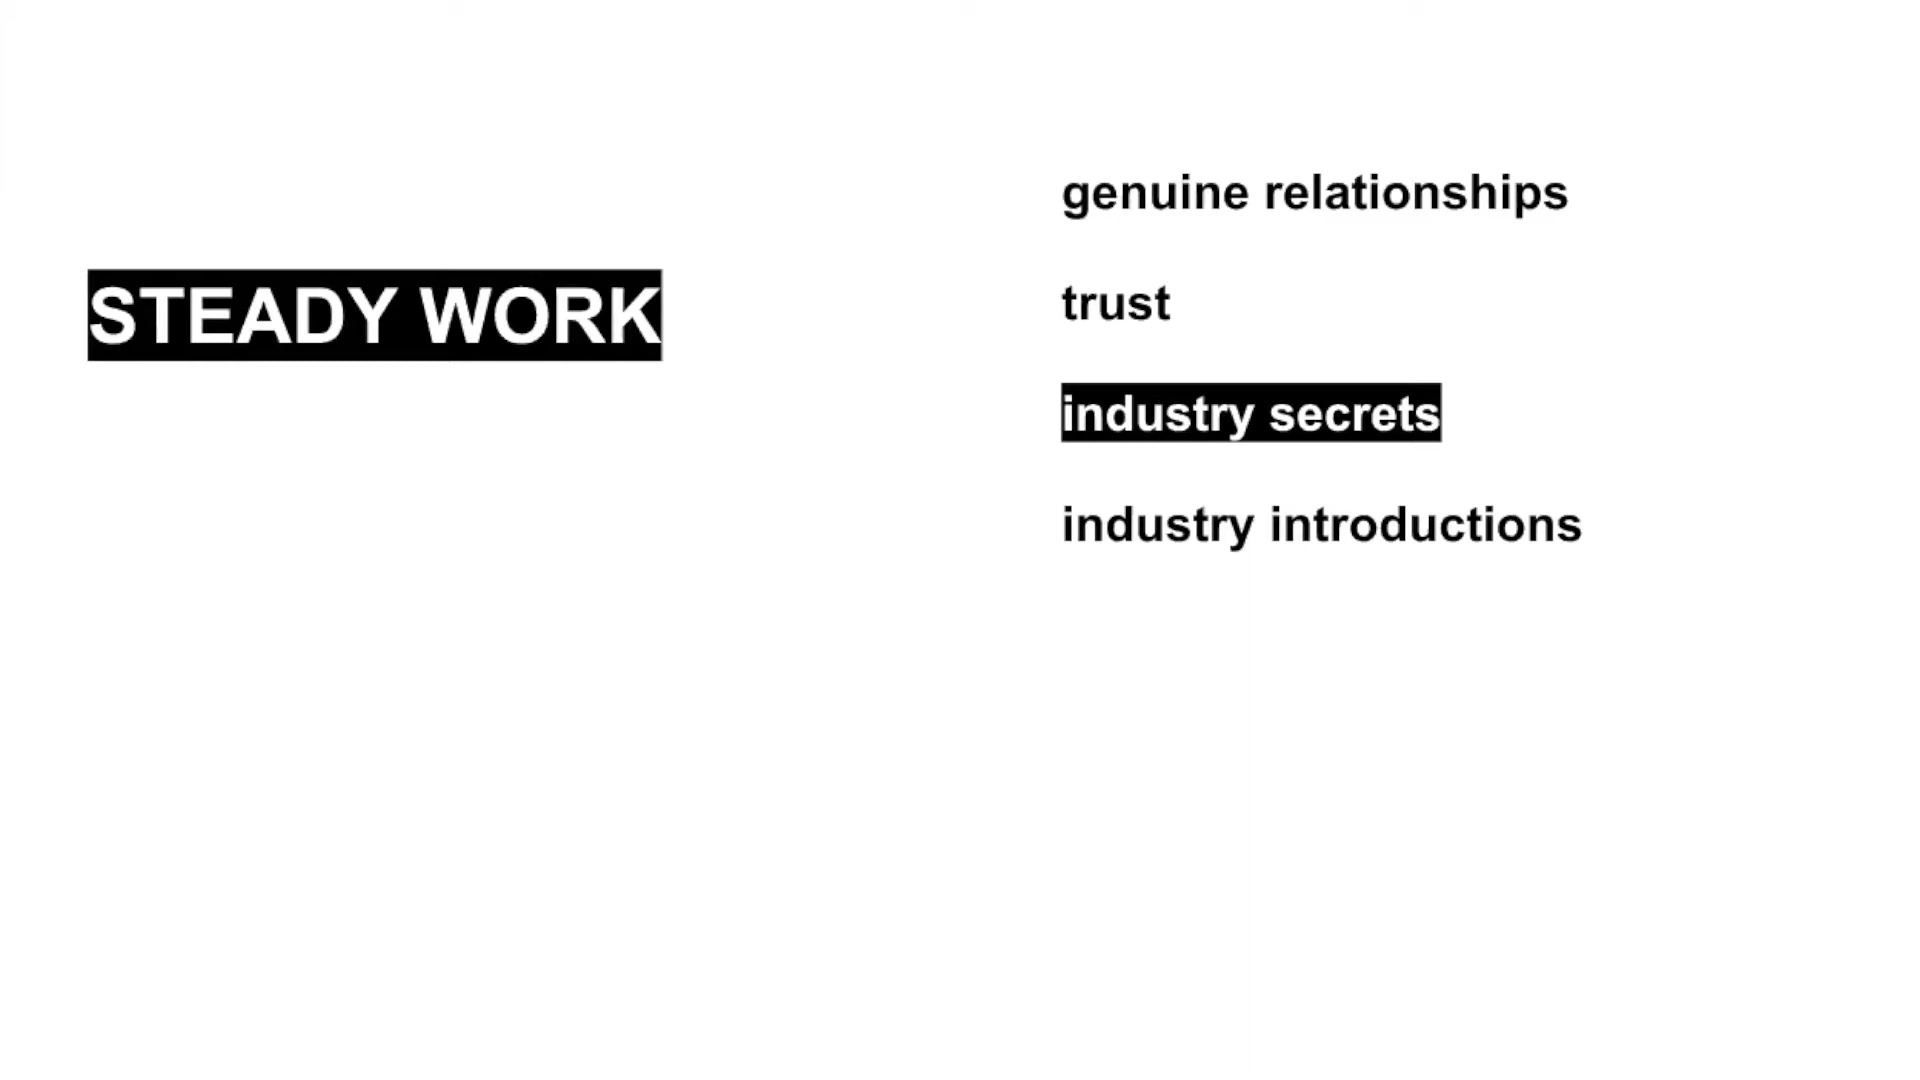 STEADY WORK
genuine relationships
trust
industry secrets
industry introductions